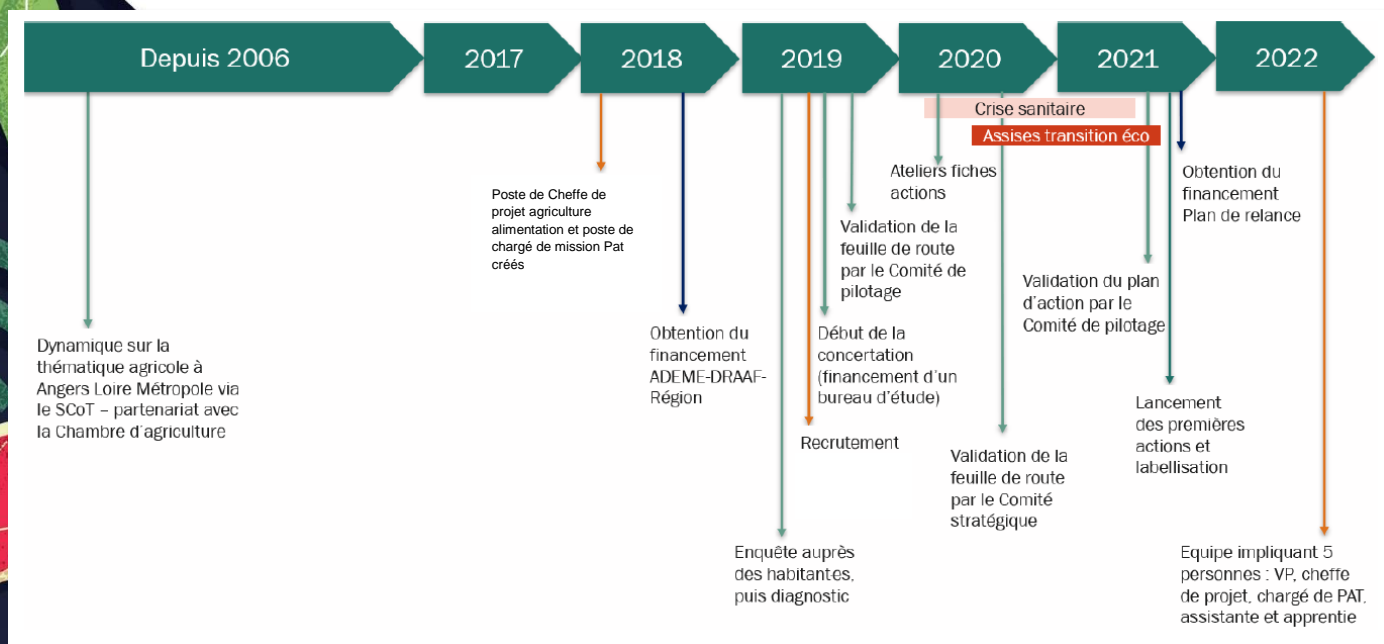 Depuis 2006
2017
2018
2019
2020
2021
2022
Crise sanitaire
Assises transition éco
Dynamique sur la
thématique agricole à
Angers Loire Métropole via
le SCoT – partenariat avec
la Chambre d'agriculture
Poste de Cheffe de
projet agriculture
alimentation et poste de
chargé de mission Pat
créés
Obtention du
financement
ADEME-DRAAF-
Région
Enquête auprès
des habitant·es,
puis diagnostic
Recrutement
Début de la
concertation
(financement d'un
bureau d'étude)
Validation de la
feuille de route
par le Comité de
pilotage
Ateliers fiches
actions
Validation de la
feuille de route
par le Comité
stratégique
Validation du plan
d'action par le
Comité de pilotage
Lancement
des premières
actions et
labellisation
Obtention du
financement
Plan de relance
Equipe impliquant 5
personnes : VP, cheffe
de projet, chargé de PAT,
assistante et apprentie